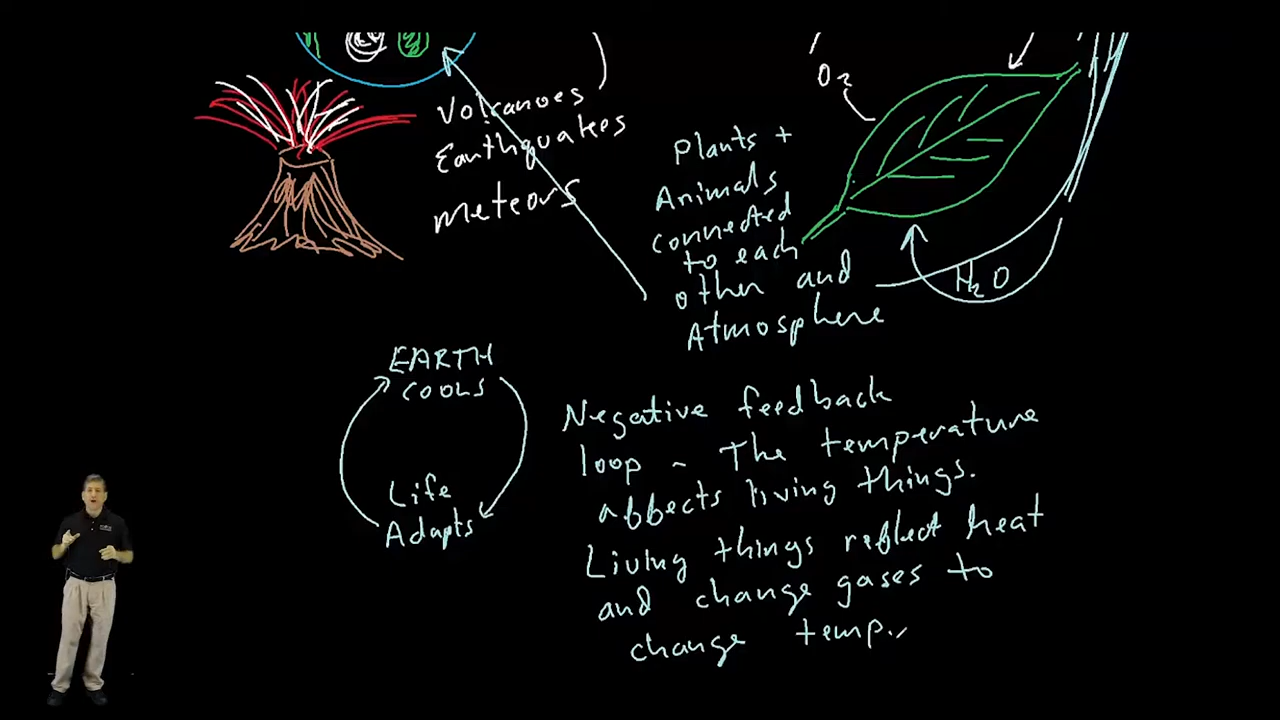 O₂
Volcanoes
Earthquakes
meteors
Plants +
Animals
connected
to each
other and
Atmosphere
H₂O
EARTH
COOLS
Life
Adapts
Negative feedback
loop - The temperature
affects living things.
Living things reflect heat
and change gases to
change temp.